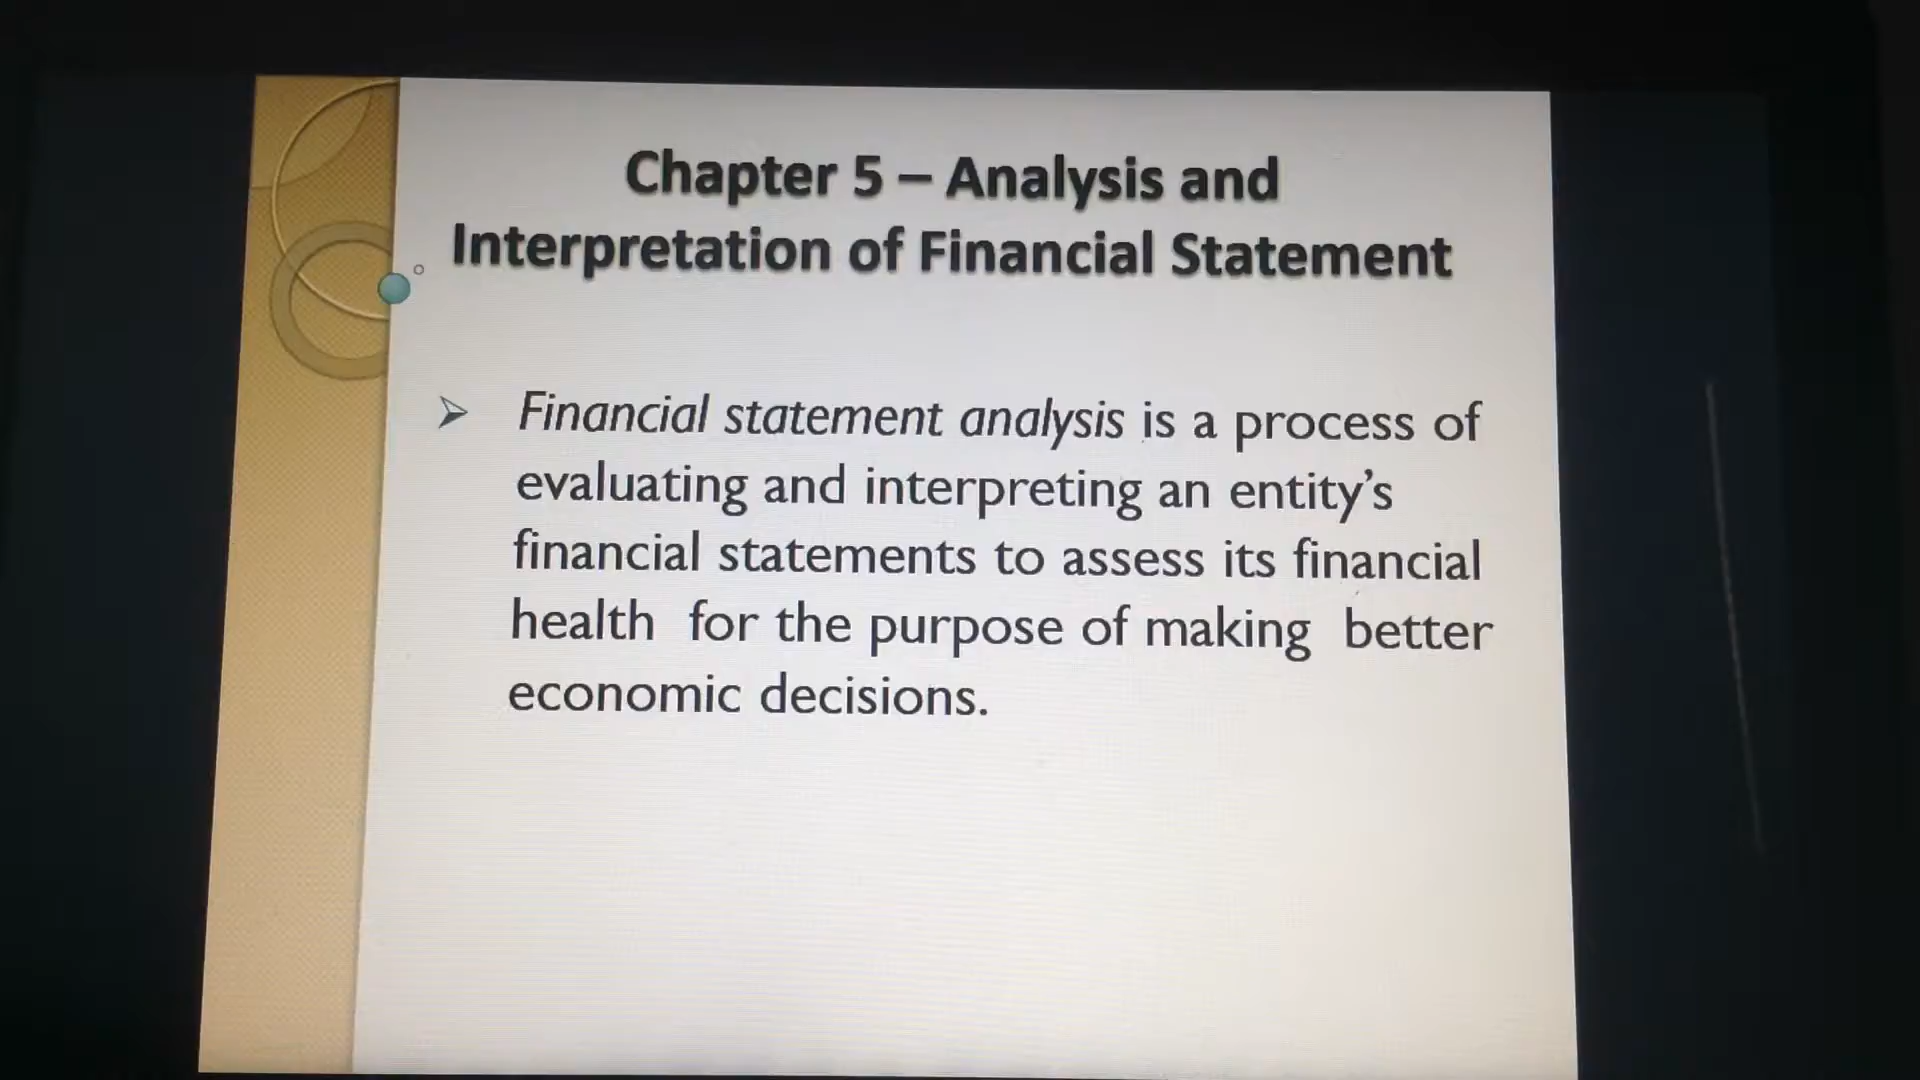 Chapter 5 – Analysis and
Interpretation of Financial Statement
Financial statement analysis is a process of
evaluating and interpreting an entity’s
financial statements to assess its financial
health for the purpose of making better
economic decisions.